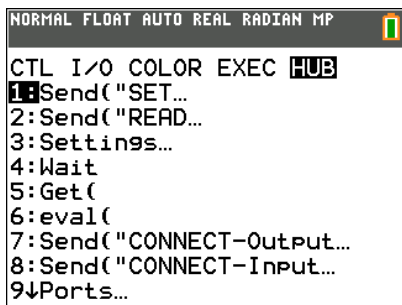 NORMAL FLOAT AUTO REAL RADIAN MP
CTL I/O COLOR EXEC HUB
1:Send("SET…
2:Send("READ…
3:Settings…
4:Wait
5:Get(
6:eval(
7:Send("CONNECT-Output…
8:Send("CONNECT-Input…
9↓Ports…